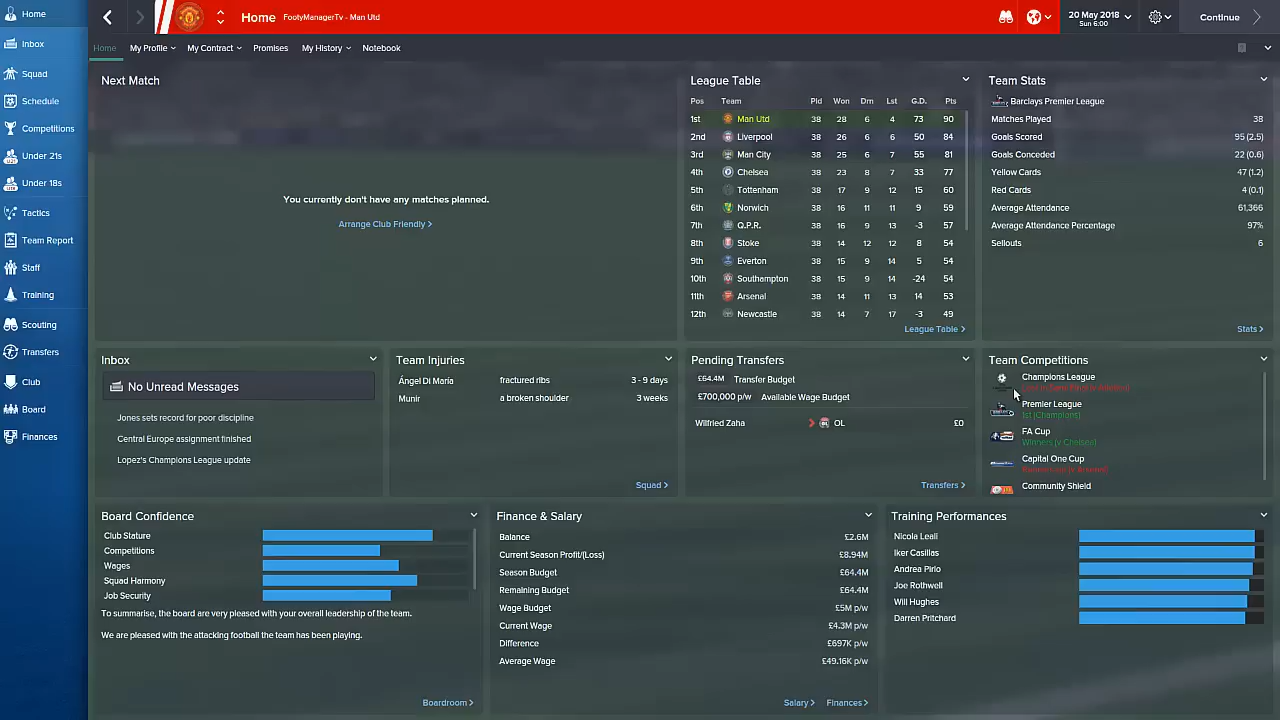 Home
Inbox
Squad
Schedule
Competitions
Under 21s
Under 18s
Tactics
Team Report
Staff
Training
Scouting
Transfers
Club
Board
Finances
Home FootyManagerTv - Man Utd
20 May 2018
Sun 6:00
Continue
Home My Profile My Contract Promises My History Notebook
Next Match
You currently don't have any matches planned.
Arrange Club Friendly >
League Table
Pos Team Pld Won Drn Lst G.D. Pts
1st Man Utd 38 28 6 4 73 90
2nd Liverpool 38 26 6 6 50 84
3rd Man City 38 25 6 7 55 81
4th Chelsea 38 23 8 7 33 77
5th Tottenham 38 17 9 12 15 60
6th Norwich 38 16 11 11 9 59
7th Q.P.R. 38 16 9 13 -3 57
8th Stoke 38 14 12 12 8 54
9th Everton 38 15 9 14 5 54
10th Southampton 38 15 9 14 -24 54
11th Arsenal 38 14 11 13 14 53
12th Newcastle 38 14 7 17 -3 49
League Table >
Team Stats
Barclays Premier League
Matches Played 38
Goals Scored 95 (2.5)
Goals Conceded 22 (0.6)
Yellow Cards 47 (1.2)
Red Cards 4 (0.1)
Average Attendance 61,366
Average Attendance Percentage 97%
Sellouts 6
Stats >
Inbox
No Unread Messages
Jones sets record for poor discipline
Central Europe assignment finished
Lopez's Champions League update
Team Injuries
Ángel Di María fractured ribs 3 - 9 days
Munir a broken shoulder 3 weeks
Squad >
Pending Transfers
£64.4M Transfer Budget
£700,000 p/w Available Wage Budget
Wilfried Zaha OL £0
Transfers >
Team Competitions
Champions League
Premier League
1st (Champions)
FA Cup
Winners (v Chelsea)
Capital One Cup
Community Shield
Board Confidence
Club Stature
Competitions
Wages
Squad Harmony
Job Security
To summarise, the board are very pleased with your overall leadership of the team.
We are pleased with the attacking football the team has been playing.
Boardroom >
Finance & Salary
Balance £2.6M
Current Season Profit/(Loss) £8.94M
Season Budget £64.4M
Remaining Budget £64.4M
Wage Budget £5M p/w
Current Wage £4.3M p/w
Difference £697K p/w
Average Wage £49.16K p/w
Salary > Finances >
Training Performances
Nicola Leali
Iker Casillas
Andrea Pirlo
Joe Rothwell
Will Hughes
Darren Pritchard